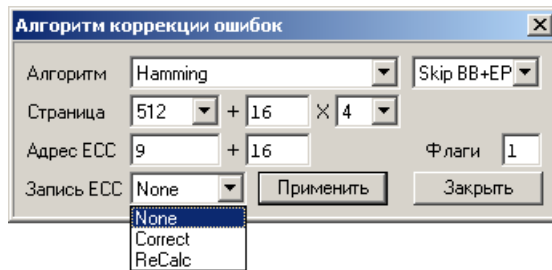 Алгоритм коррекции ошибок
Алгоритм Hamming Skip BB+EP
Страница 512 + 16 X 4
Адрес ECC 9 + 16 Флаги 1
Запись ECC None Применить Закрыть
None
Correct
ReCalc